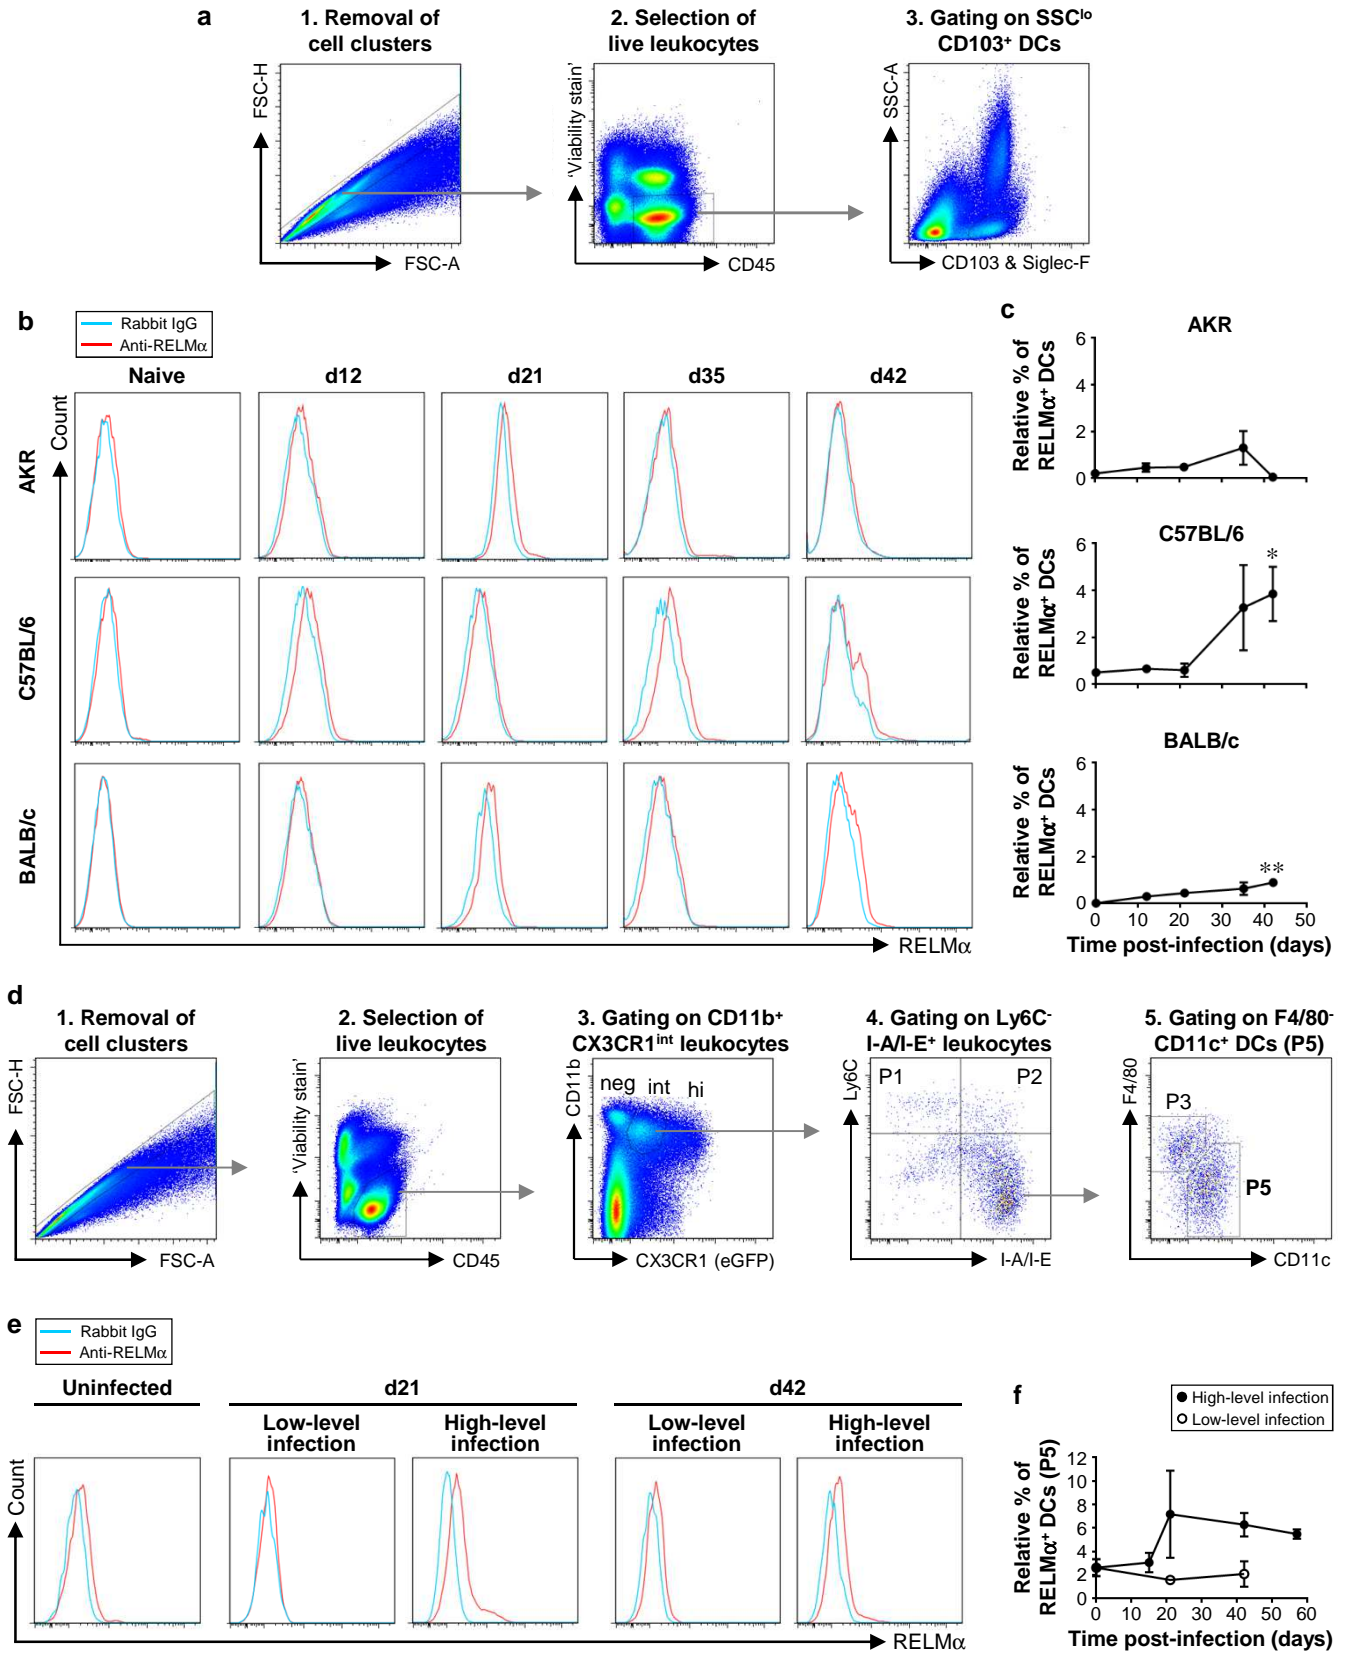 a
1. Removal of
cell clusters
2. Selection of
live leukocytes
3. Gating on SSClo
CD103+ DCs
FSC-H
FSC-A
'Viability stain'
CD45
SSC-A
CD103 & Siglec-F
b
Rabbit IgG
Anti-RELMα
Naive
d12
d21
d35
d42
Count
AKR
C57BL/6
BALB/c
RELMα
c
AKR
Relative % of
RELMα+ DCs
6
4
2
0
C57BL/6
*
Relative % of
RELMα+ DCs
6
4
2
0
BALB/c
**
Relative % of
RELMα+ DCs
6
4
2
0
0 10 20 30 40 50
Time post-infection (days)
d
1. Removal of
cell clusters
2. Selection of
live leukocytes
3. Gating on CD11b+
CX3CR1int leukocytes
4. Gating on Ly6C-
I-A/I-E+ leukocytes
5. Gating on F4/80-
CD11c+ DCs (P5)
FSC-H
FSC-A
'Viability stain'
CD45
CD11b
neg int hi
CX3CR1 (eGFP)
Ly6C
P1 P2
I-A/I-E
F4/80
P3
P5
CD11c
e
Rabbit IgG
Anti-RELMα
Uninfected
d21
d42
Low-level
infection
High-level
infection
Low-level
infection
High-level
infection
Count
RELMα
f
High-level infection
Low-level infection
Relative % of
RELMα+ DCs (P5)
12
10
8
6
4
2
0
0 10 20 30 40 50 60
Time post-infection (days)